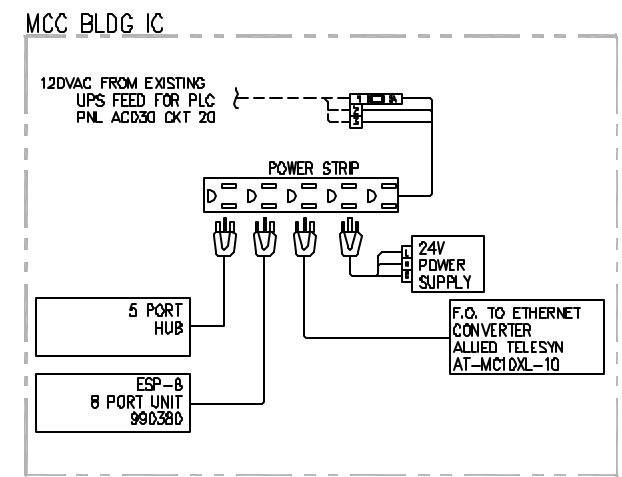 MCC BLDG IC
120VAC FROM EXISTING
UPS FEED FOR PLC
PNL ACD30 CKT 20
POWER STRIP
24V
POWER
SUPPLY
5 PORT
HUB
F.O. TO ETHERNET
CONVERTER
ALLIED TELESYN
AT-MC10XL-10
ESP-8
8 PORT UNIT
990380